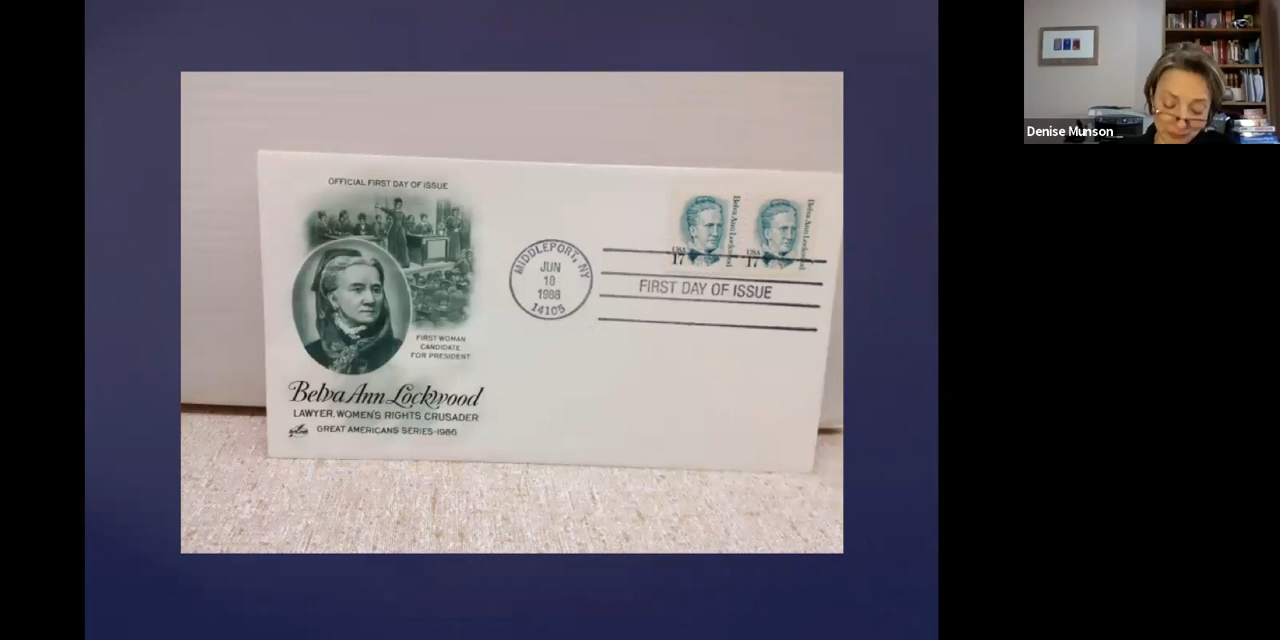 OFFICIAL FIRST DAY OF ISSUE
FIRST WOMAN
CANDIDATE
FOR PRESIDENT
Belva Ann Lockwood
LAWYER, WOMEN'S RIGHTS CRUSADER
GREAT AMERICANS SERIES-1986
MIDDLEPORT, NY
JUN
18
1986
14105
Belva Ann Lockwood
USA
17
Belva Ann Lockwood
USA
17
FIRST DAY OF ISSUE
Denise Munson